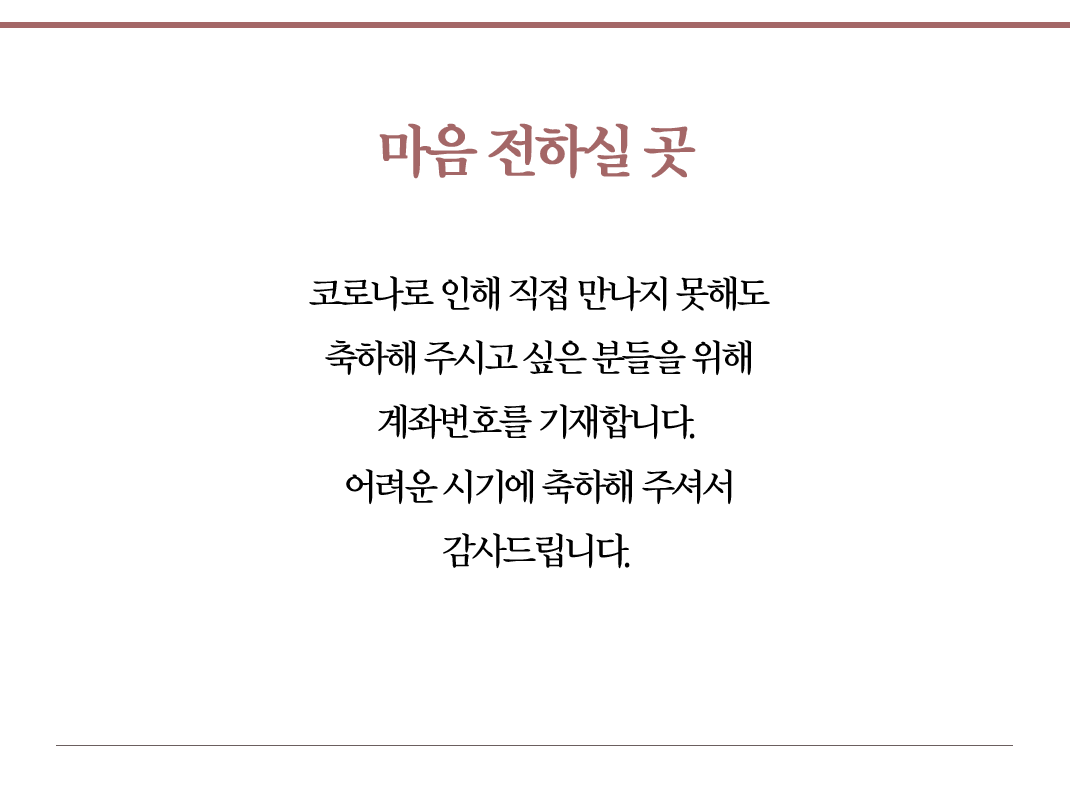 마음 전하실 곳
코로나로 인해 직접 만나지 못해도
축하해 주시고 싶은 분들을 위해
계좌번호를 기재합니다.
어려운 시기에 축하해 주셔서
감사드립니다.